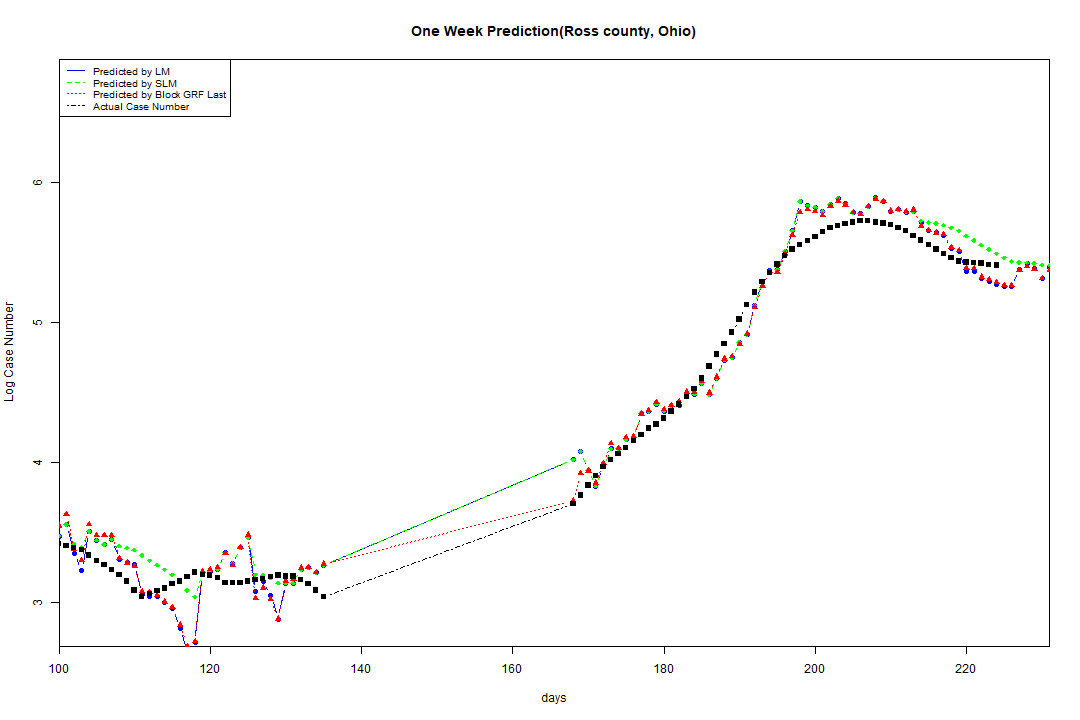 One Week Prediction(Ross county, Ohio)
Predicted by LM
Predicted by SLM
Predicted by Block GRF Last
Actual Case Number
6
5
4
3
Log Case Number
100 120 140 160 180 200 220
days